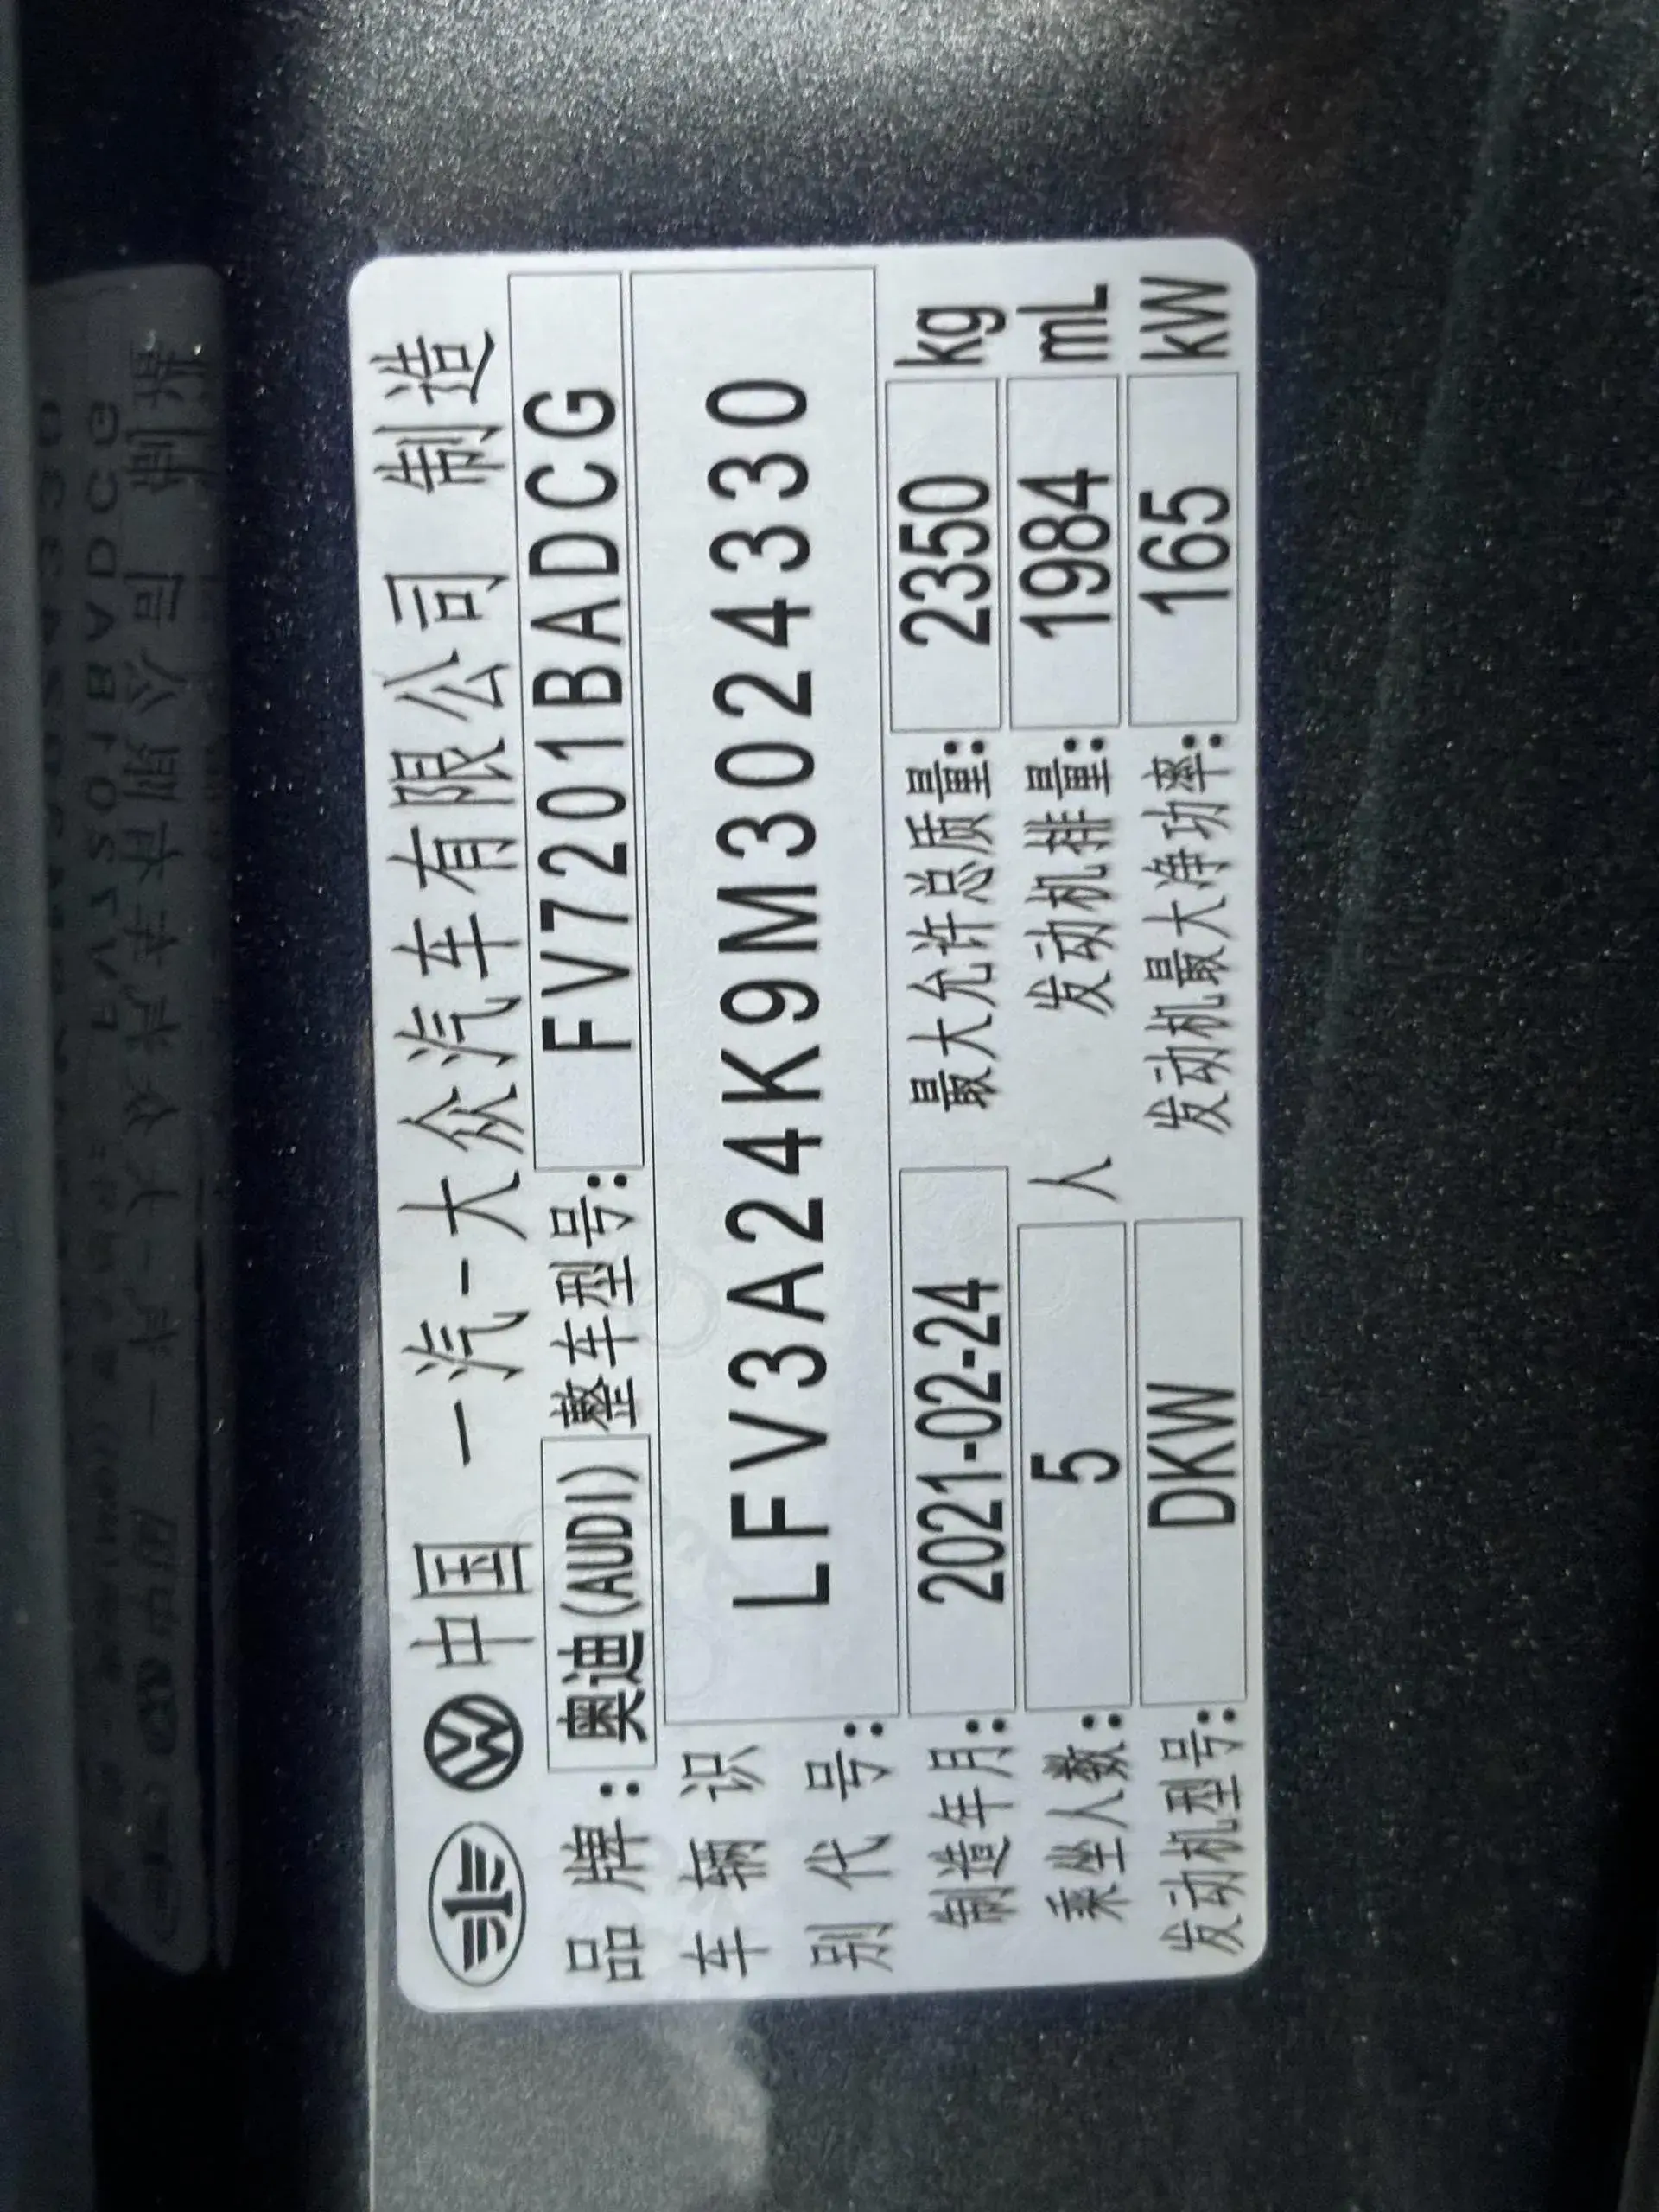 中国 一汽-大众汽车有限公司 制造
品牌: 奥迪(AUDI) 整车型号: FV7201BADCG
车辆识别代号: LFV3A24K9M3024330
制造年月: 2021-02-24 最大允许总质量: 2350 kg
乘坐人数: 5 人 发动机排量: 1984 mL
发动机型号: DKW 发动机最大净功率: 165 kW